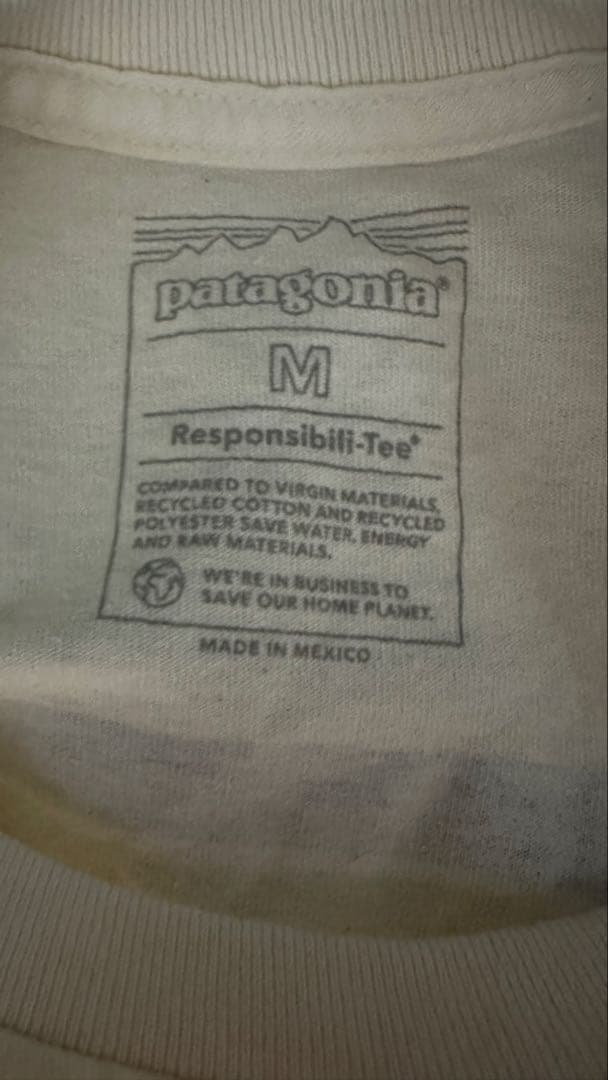 patagonia®
M
Responsibili-Tee®
COMPARED TO VIRGIN MATERIALS,
RECYCLED COTTON AND RECYCLED
POLYESTER SAVE WATER, ENERGY
AND RAW MATERIALS.
WE'RE IN BUSINESS TO
SAVE OUR HOME PLANET.
MADE IN MEXICO